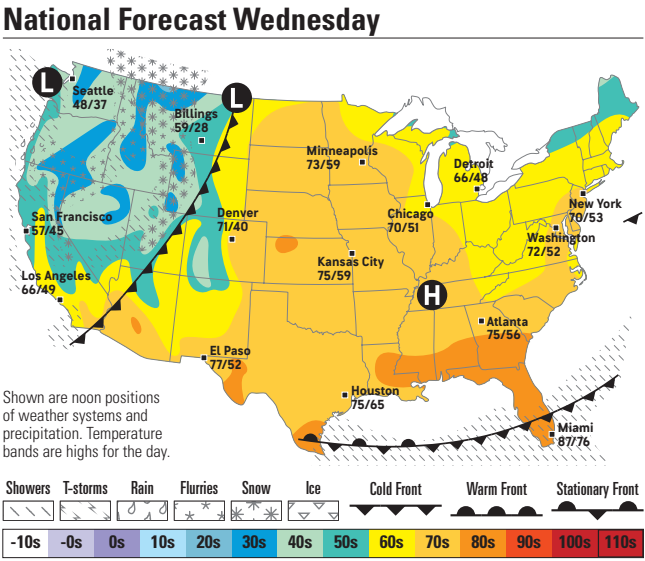 National Forecast Wednesday
L
Seattle
48/37
L
Billings
59/28
Minneapolis
73/59
Detroit
66/48
San Francisco
57/45
Denver
71/40
Chicago
70/51
New York
70/53
Washington
72/52
Kansas City
75/59
Los Angeles
66/49
H
Atlanta
75/56
El Paso
77/52
Houston
75/65
Miami
87/76
Shown are noon positions
of weather systems and
precipitation. Temperature
bands are highs for the day.
Showers T-storms Rain Flurries Snow Ice Cold Front Warm Front Stationary Front
-10s -0s 0s 10s 20s 30s 40s 50s 60s 70s 80s 90s 100s 110s